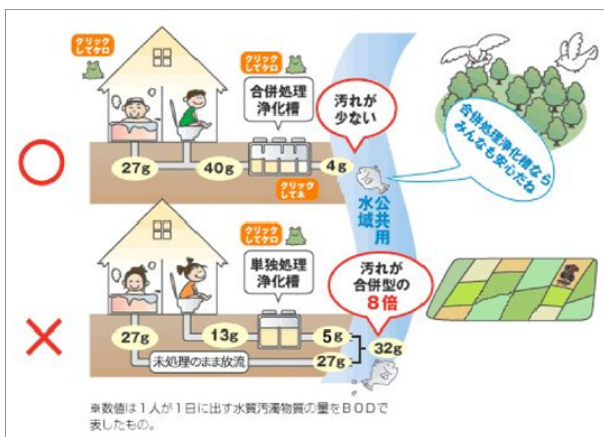 クリック
してケロ
クリック
してケロ
合併処理
浄化槽
汚れが
少ない
合併処理浄化槽なら
みんなも安心だね
27g
40g
4g
クリック
してネ
公共用
水域
クリック
してケロ
単独処理
浄化槽
汚れが
合併型の
8倍
27g
13g
5g
未処理のまま放流
27g
32g
※数値は1人が1日に出す水質汚濁物質の量をBODで
表したもの。